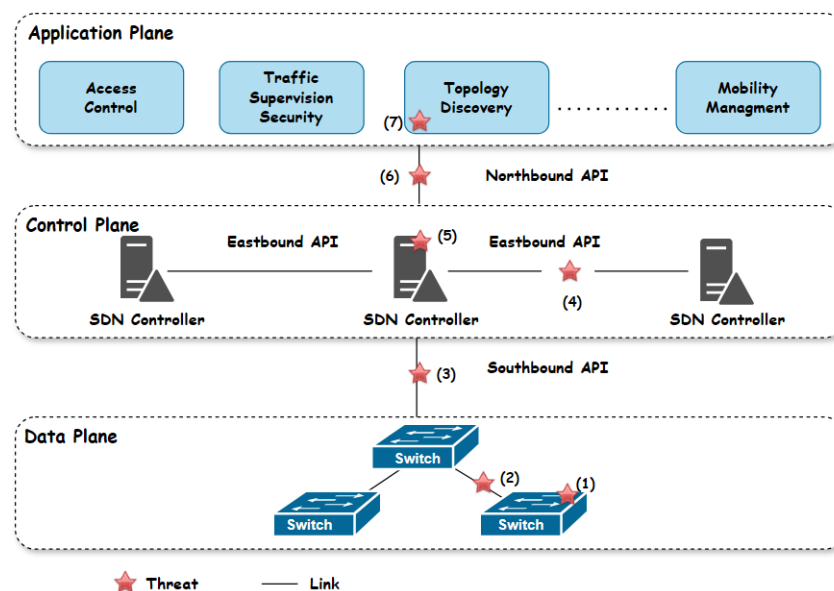 Application Plane
Access
Control
Traffic
Supervision
Security
Topology
Discovery
Mobility
Managment
(7)
(6)
Northbound API
Control Plane
Eastbound API
(5)
Eastbound API
(4)
SDN Controller
SDN Controller
SDN Controller
(3)
Southbound API
Data Plane
Switch
(2)
(1)
Switch
Switch
Threat
Link